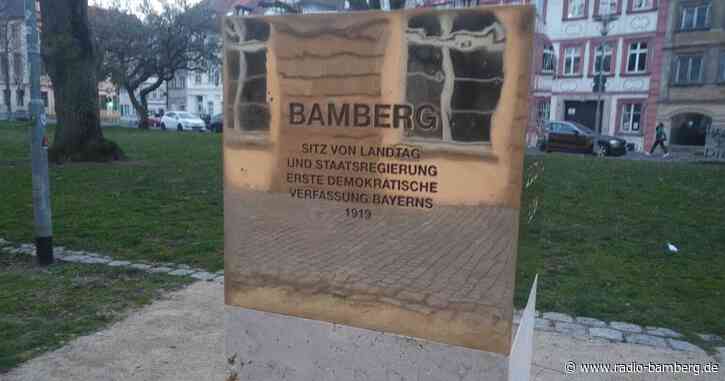 BAMBERG
SITZ VON LANDTAG
UND STAATSREGIERUNG
ERSTE DEMOKRATISCHE
VERFASSUNG BAYERNS
1919
© www.radio-bamberg.de